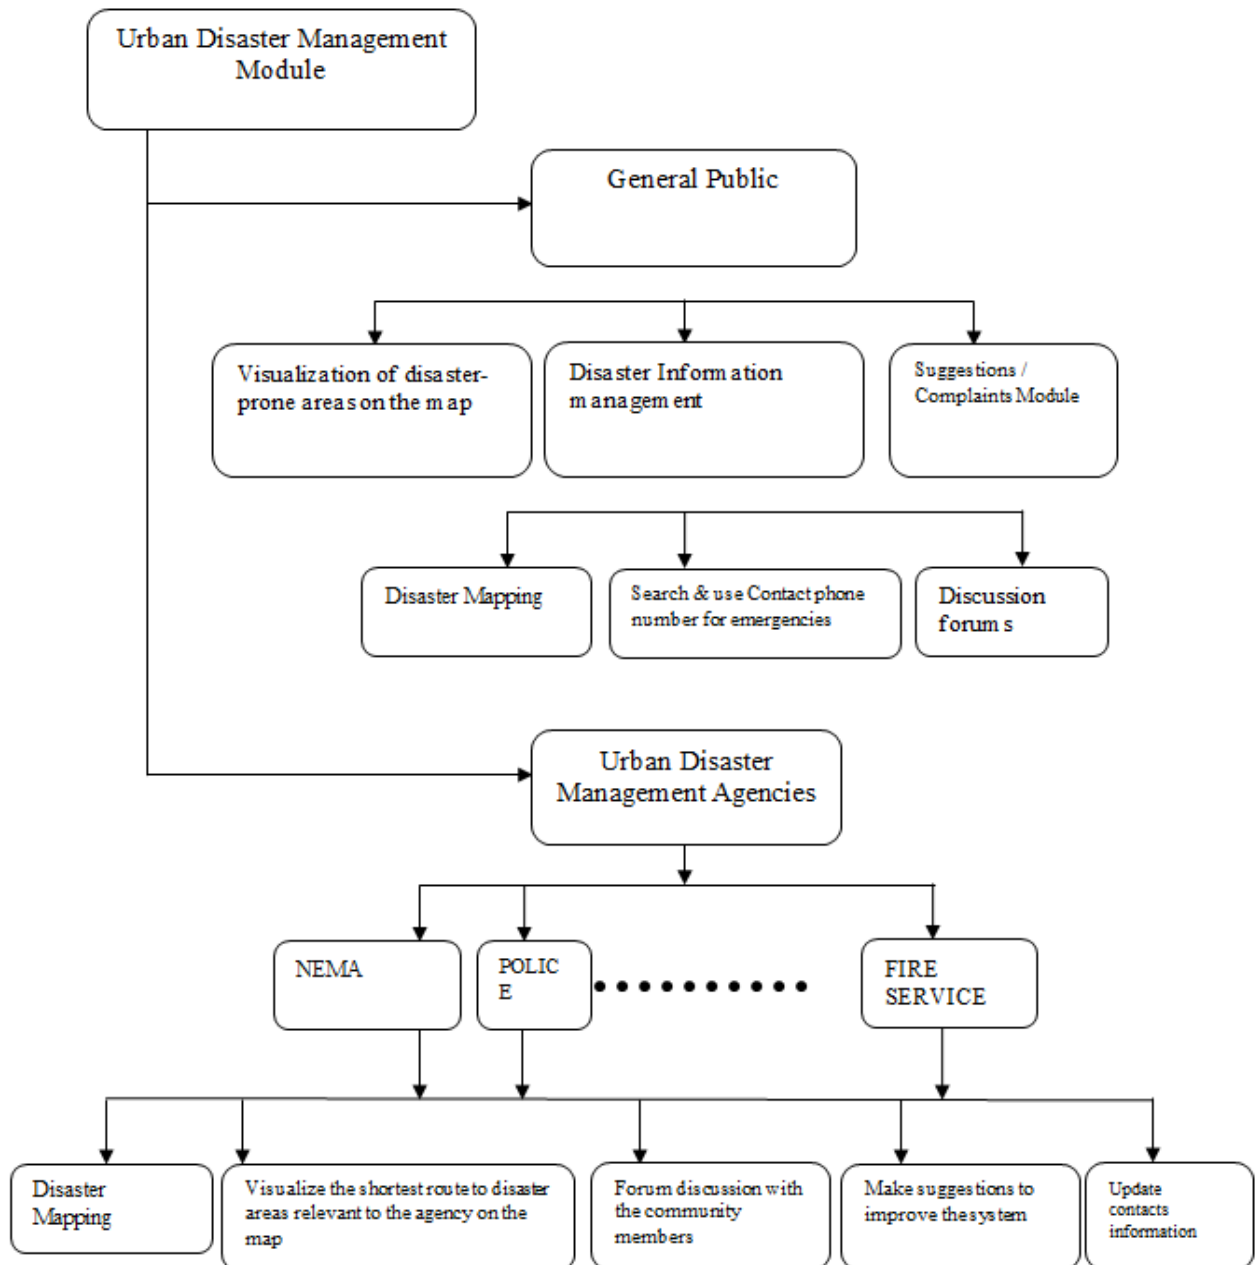 Urban Disaster Management
Module
General Public
Visualization of disaster-
prone areas on the map
Disaster Information
management
Suggestions /
Complaints Module
Disaster Mapping
Search & use Contact phone
number for emergencies
Discussion
forums
Urban Disaster
Management Agencies
NEMA
POLIC
E
FIRE
SERVICE
Disaster
Mapping
Visualize the shortest route to disaster
areas relevant to the agency on the
map
Forum discussion with
the community
members
Make suggestions to
improve the system
Update
contacts
information